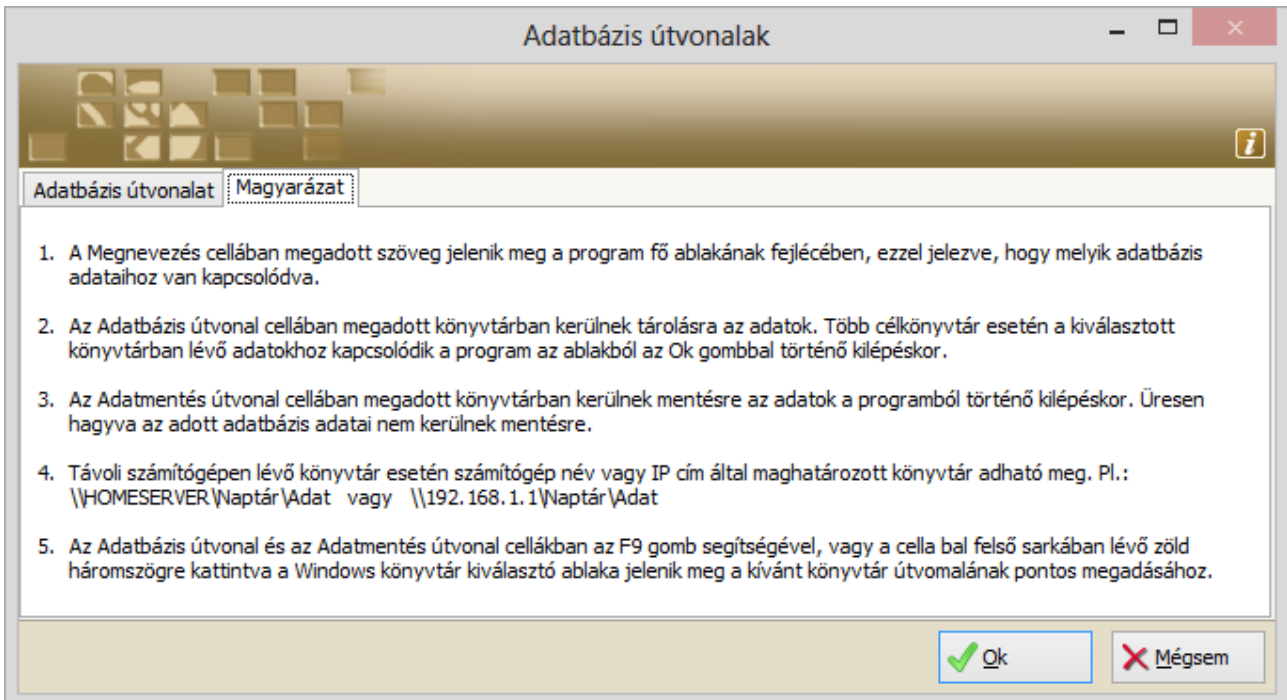 Adatbázis útvonalak
Adatbázis útvonalat Magyarázat
1. A Megnevezés cellában megadott szöveg jelenik meg a program fő ablakának fejlécében, ezzel jelezve, hogy melyik adatbázis
adataihoz van kapcsolódva.
2. Az Adatbázis útvonal cellában megadott könyvtárban kerülnek tárolásra az adatok. Több célkönyvtár esetén a kiválasztott
könyvtárban lévő adatokhoz kapcsolódik a program az ablakból az Ok gombbal történő kilépéskor.
3. Az Adatmentés útvonal cellában megadott könyvtárban kerülnek mentésre az adatok a programból történő kilépéskor. Üresen
hagyva az adott adatbázis adatai nem kerülnek mentésre.
4. Távoli számítógépen lévő könyvtár esetén számítógép név vagy IP cím által maghatározott könyvtár adható meg. Pl.:
\\HOMESERVER\Naptár\Adat vagy \\192.168.1.1\Naptár\Adat
5. Az Adatbázis útvonal és az Adatmentés útvonal cellákban az F9 gomb segítségével, vagy a cella bal felső sarkában lévő zöld
háromszögre kattintva a Windows könyvtár kiválasztó ablaka jelenik meg a kívánt könyvtár útvomalának pontos megadásához.
Ok Mégsem